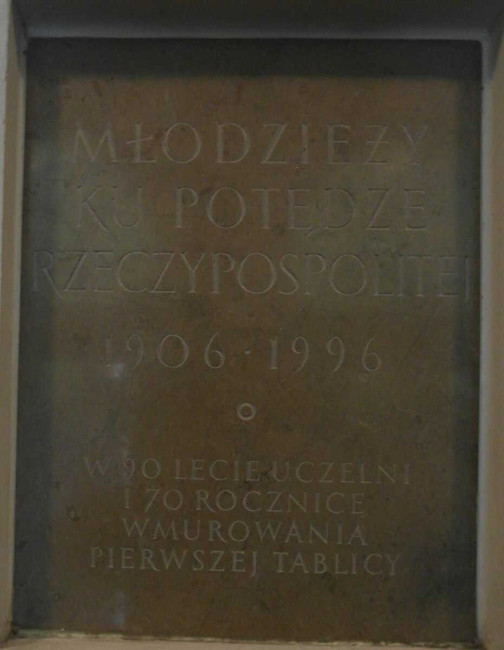 MŁODZIEŻY
KU POTĘDZE
RZECZYPOSPOLITEJ
1906 · 1996
W 90 LECIE UCZELNI
I 70 ROCZNICĘ
WMUROWANIA
PIERWSZEJ TABLICY